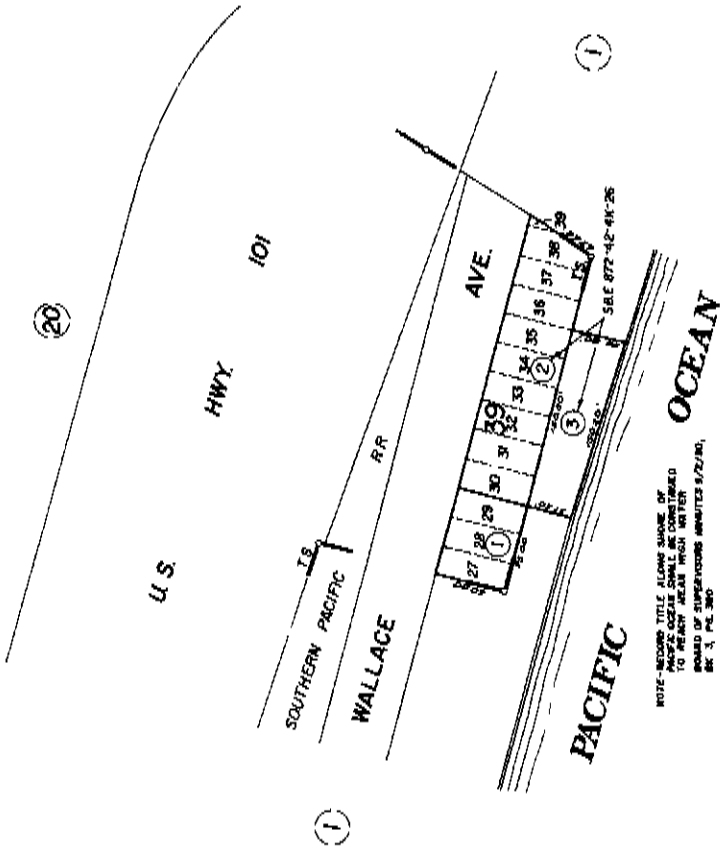 20
U.S. HWY. 101
1
T.S.
SOUTHERN PACIFIC RR
WALLACE AVE.
27 28 29 30 31 32 33 34 35 36 37 38 39
39
1
2
3
T.S.
S.B.E. 872-42-4K-26
1
PACIFIC OCEAN
NOTE-RECORD TITLE ALONG SHORE OF
PACIFIC OCEAN SHALL BE CONSTRUED
TO REACH MEAN HIGH WATER
BOARD OF SUPERVISORS MINUTES
BK 3, PG. 380